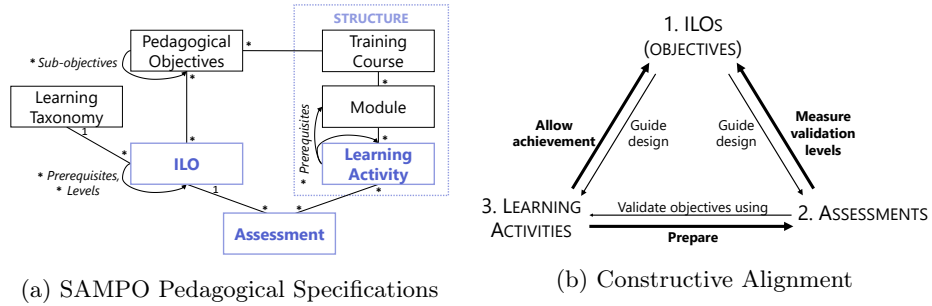 STRUCTURE
Pedagogical
Objectives
*
*
Training
Course
* Sub-objectives
*
*
Learning
Taxonomy
Module
1
* Prerequisites
*
*
*
ILO
Learning
Activity
* Prerequisites,
* Levels
1
*
*
*
Assessment
(a) SAMPO Pedagogical Specifications
1. ILOs
(OBJECTIVES)
Allow
achievement
Guide
design
Guide
design
Measure
validation
levels
3. LEARNING
ACTIVITIES
Validate objectives using
Prepare
2. ASSESSMENTS
(b) Constructive Alignment